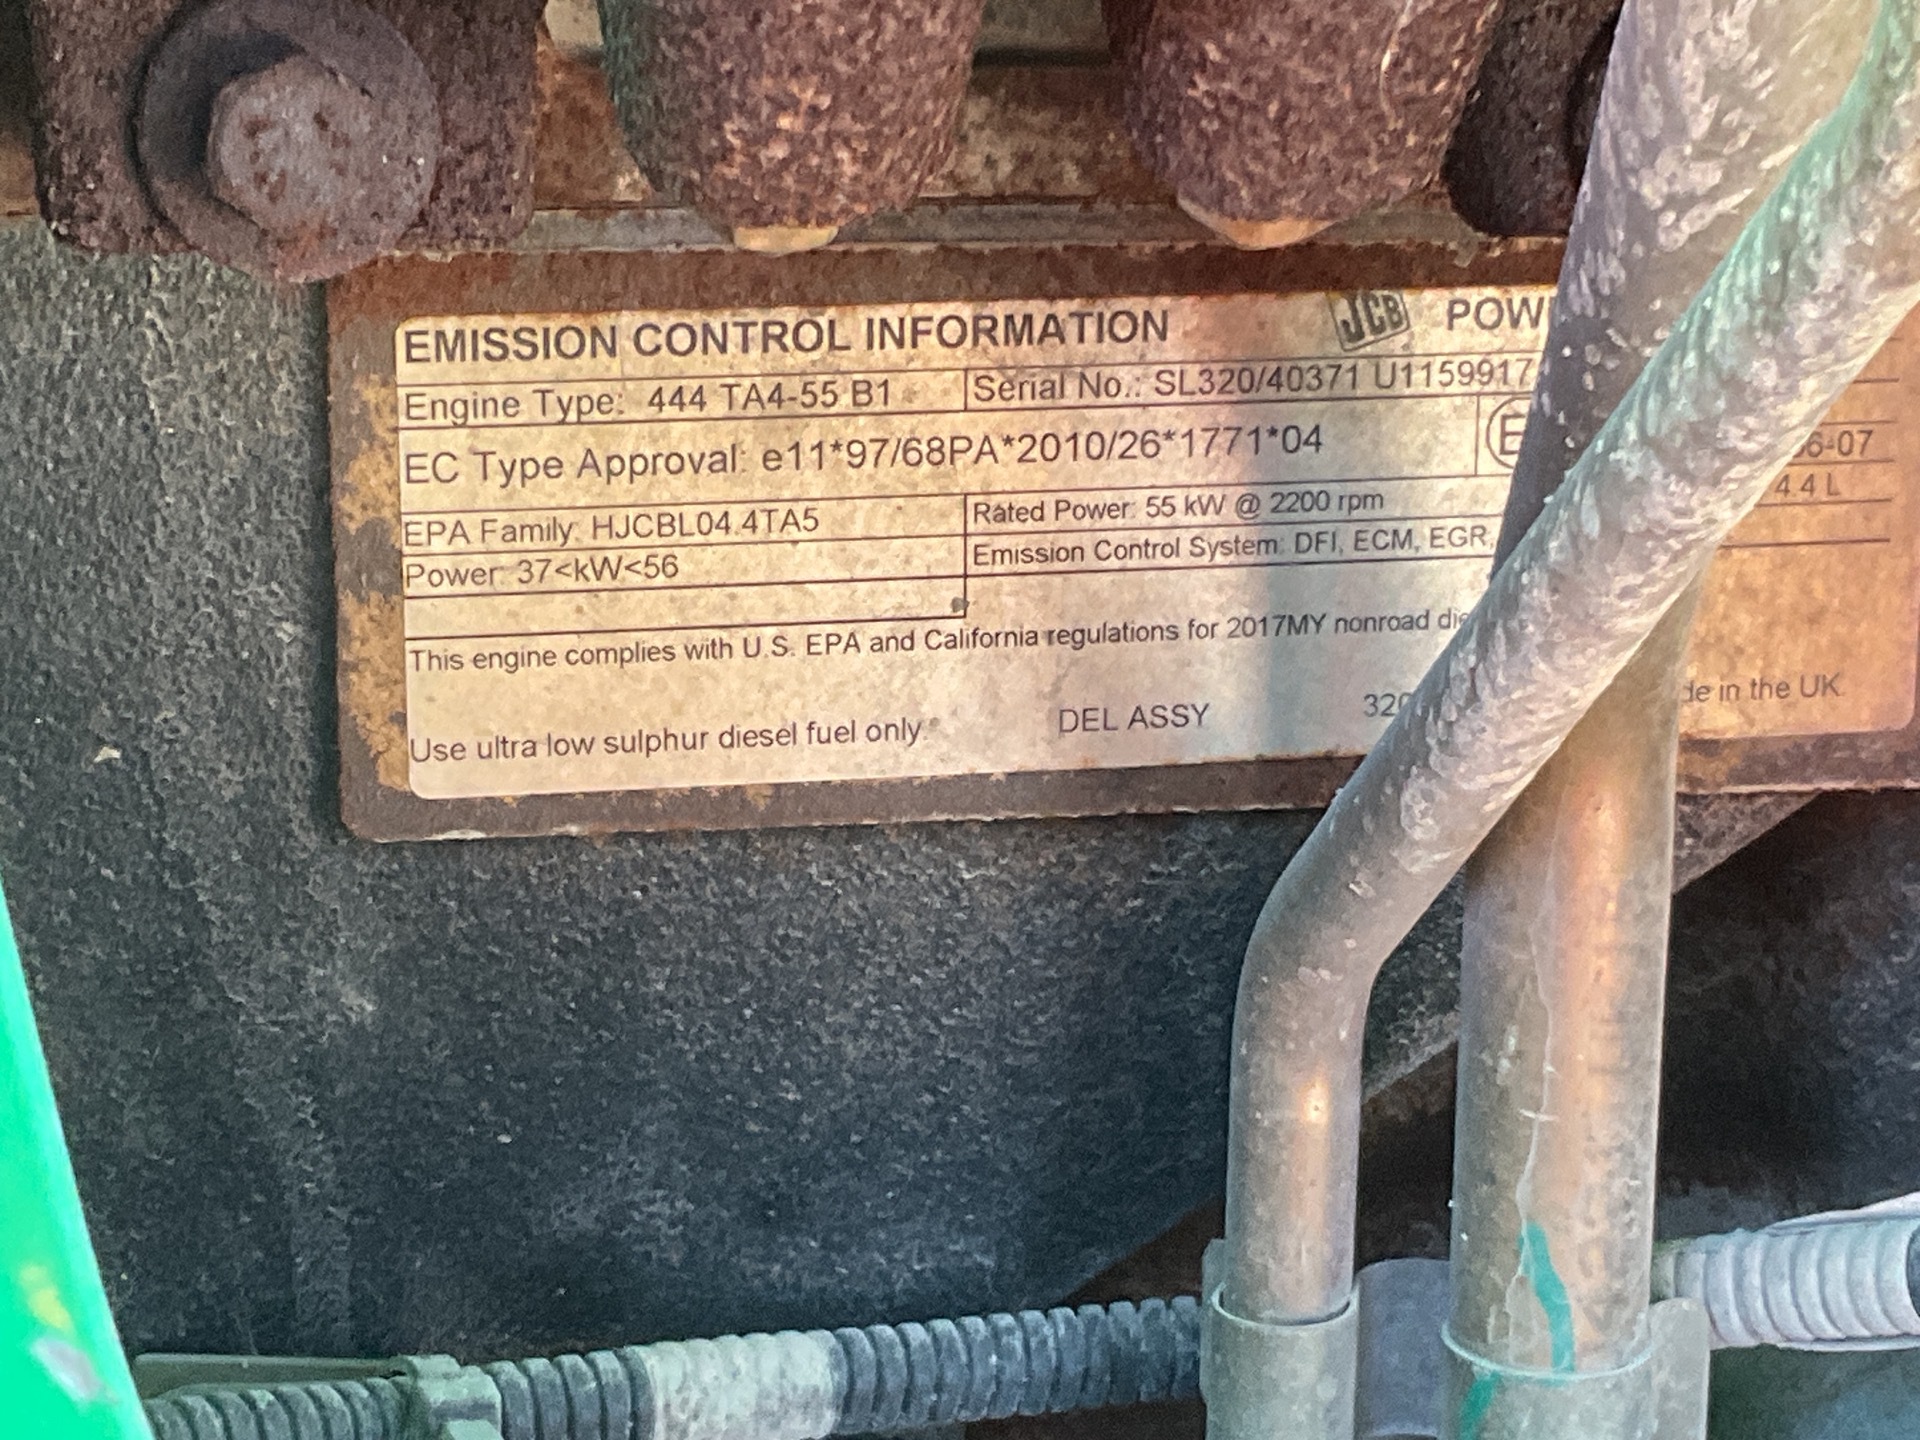 EMISSION CONTROL INFORMATION JCB
Engine Type: 444 TA4-55 B1 Serial No.: SL320/40371 U1159917
EC Type Approval: e11*97/68PA*2010/26*1771*04 E
EPA Family: HJCBL04.4TA5 Rated Power: 55 kW @ 2200 rpm 4.4 L
Power: 37<kW<56 Emission Control System: DFI, ECM, EGR,
This engine complies with U.S. EPA and California regulations for 2017MY nonroad
Use ultra low sulphur diesel fuel only. DEL ASSY in the UK.